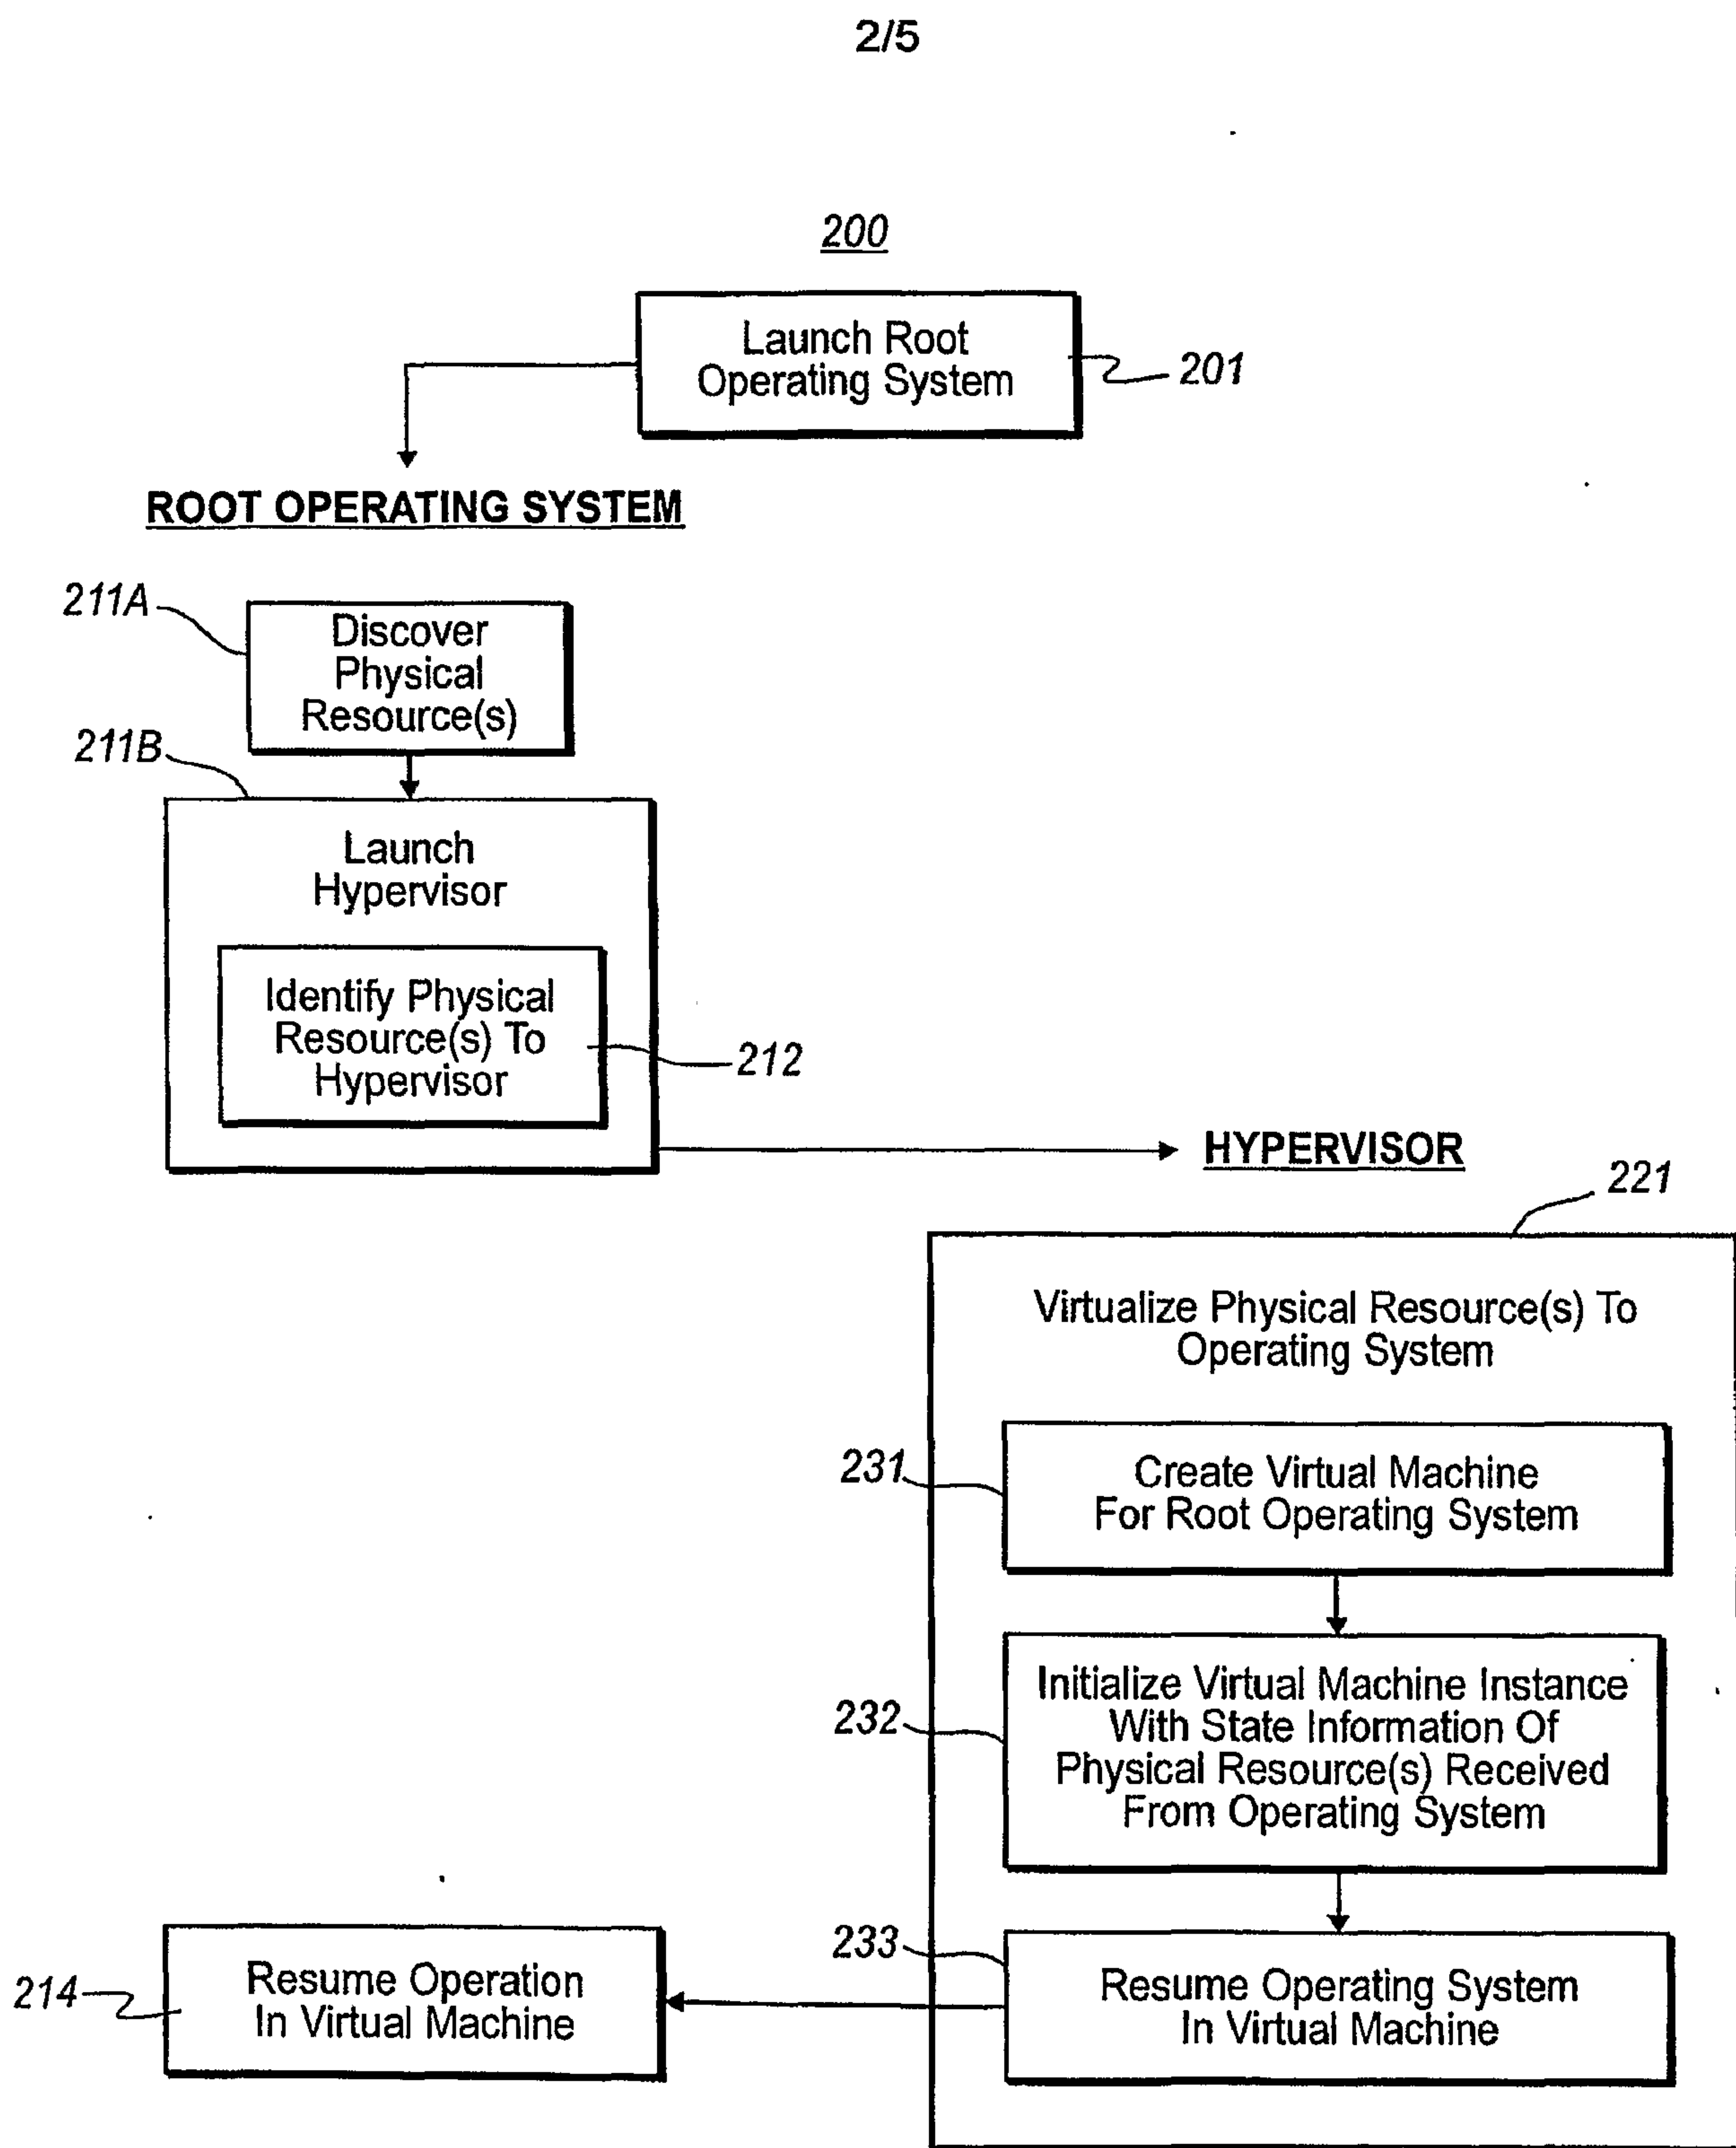 2/5
200
Launch Root
Operating System
201
ROOT OPERATING SYSTEM
211A
Discover
Physical
Resource(s)
211B
Launch
Hypervisor
Identify Physical
Resource(s) To
Hypervisor
212
HYPERVISOR
221
Virtualize Physical Resource(s) To
Operating System
231
Create Virtual Machine
For Root Operating System
232
Initialize Virtual Machine Instance
With State Information Of
Physical Resource(s) Received
From Operating System
233
Resume Operating System
In Virtual Machine
214
Resume Operation
In Virtual Machine